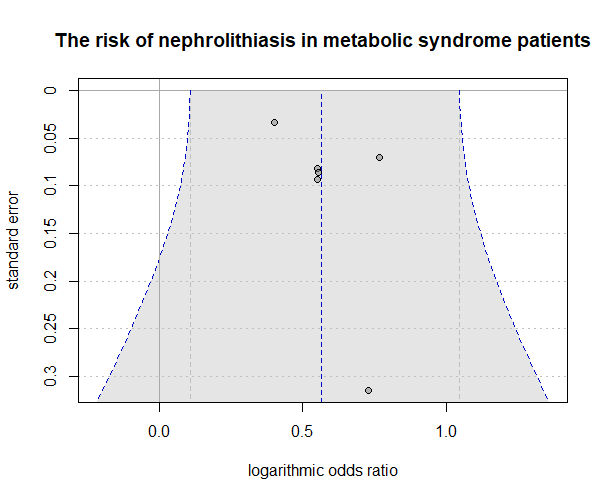 The risk of nephrolithiasis in metabolic syndrome patients
0
0.05
0.1
0.15
0.2
0.25
0.3
standard error
0.0 0.5 1.0
logarithmic odds ratio